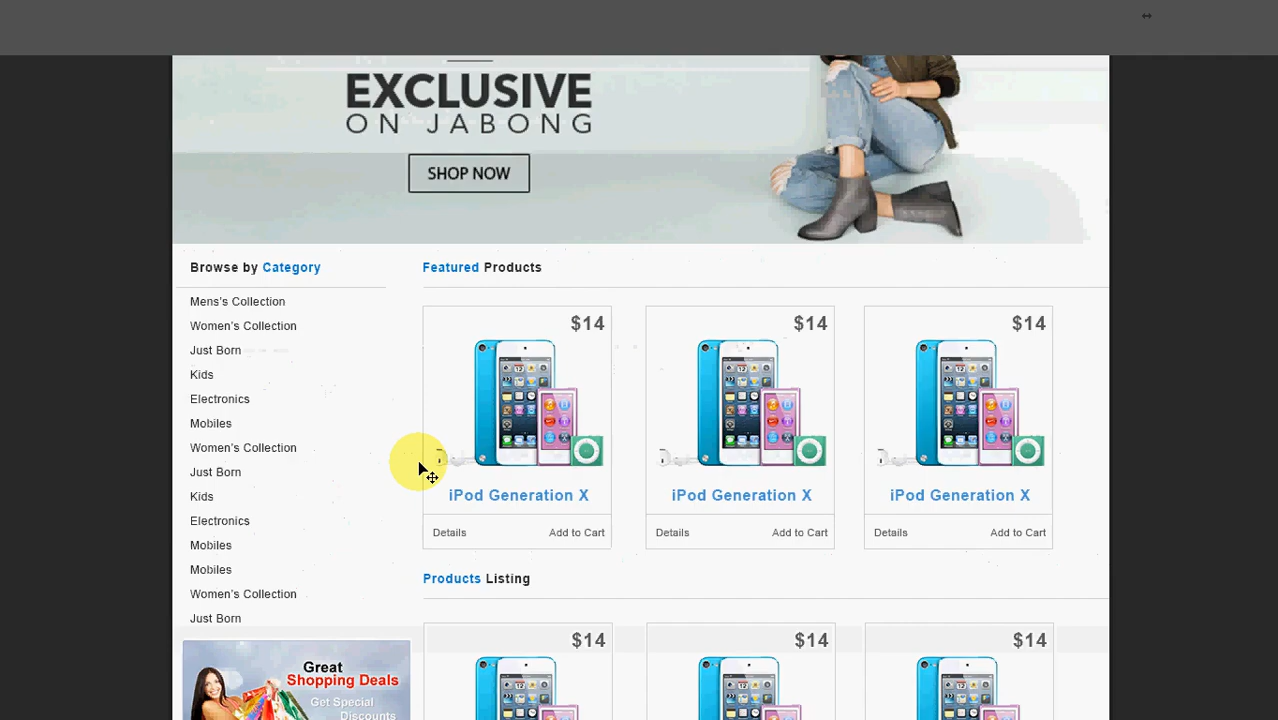 EXCLUSIVE
ON JABONG
SHOP NOW
Browse by Category
Mens's Collection
Women's Collection
Just Born
Kids
Electronics
Mobiles
Women's Collection
Just Born
Kids
Electronics
Mobiles
Mobiles
Women's Collection
Just Born
Great
Shopping Deals
Get Special
Discounts
Featured Products
$14
iPod Generation X
Details Add to Cart
$14
iPod Generation X
Details Add to Cart
$14
iPod Generation X
Details Add to Cart
Products Listing
$14
$14
$14